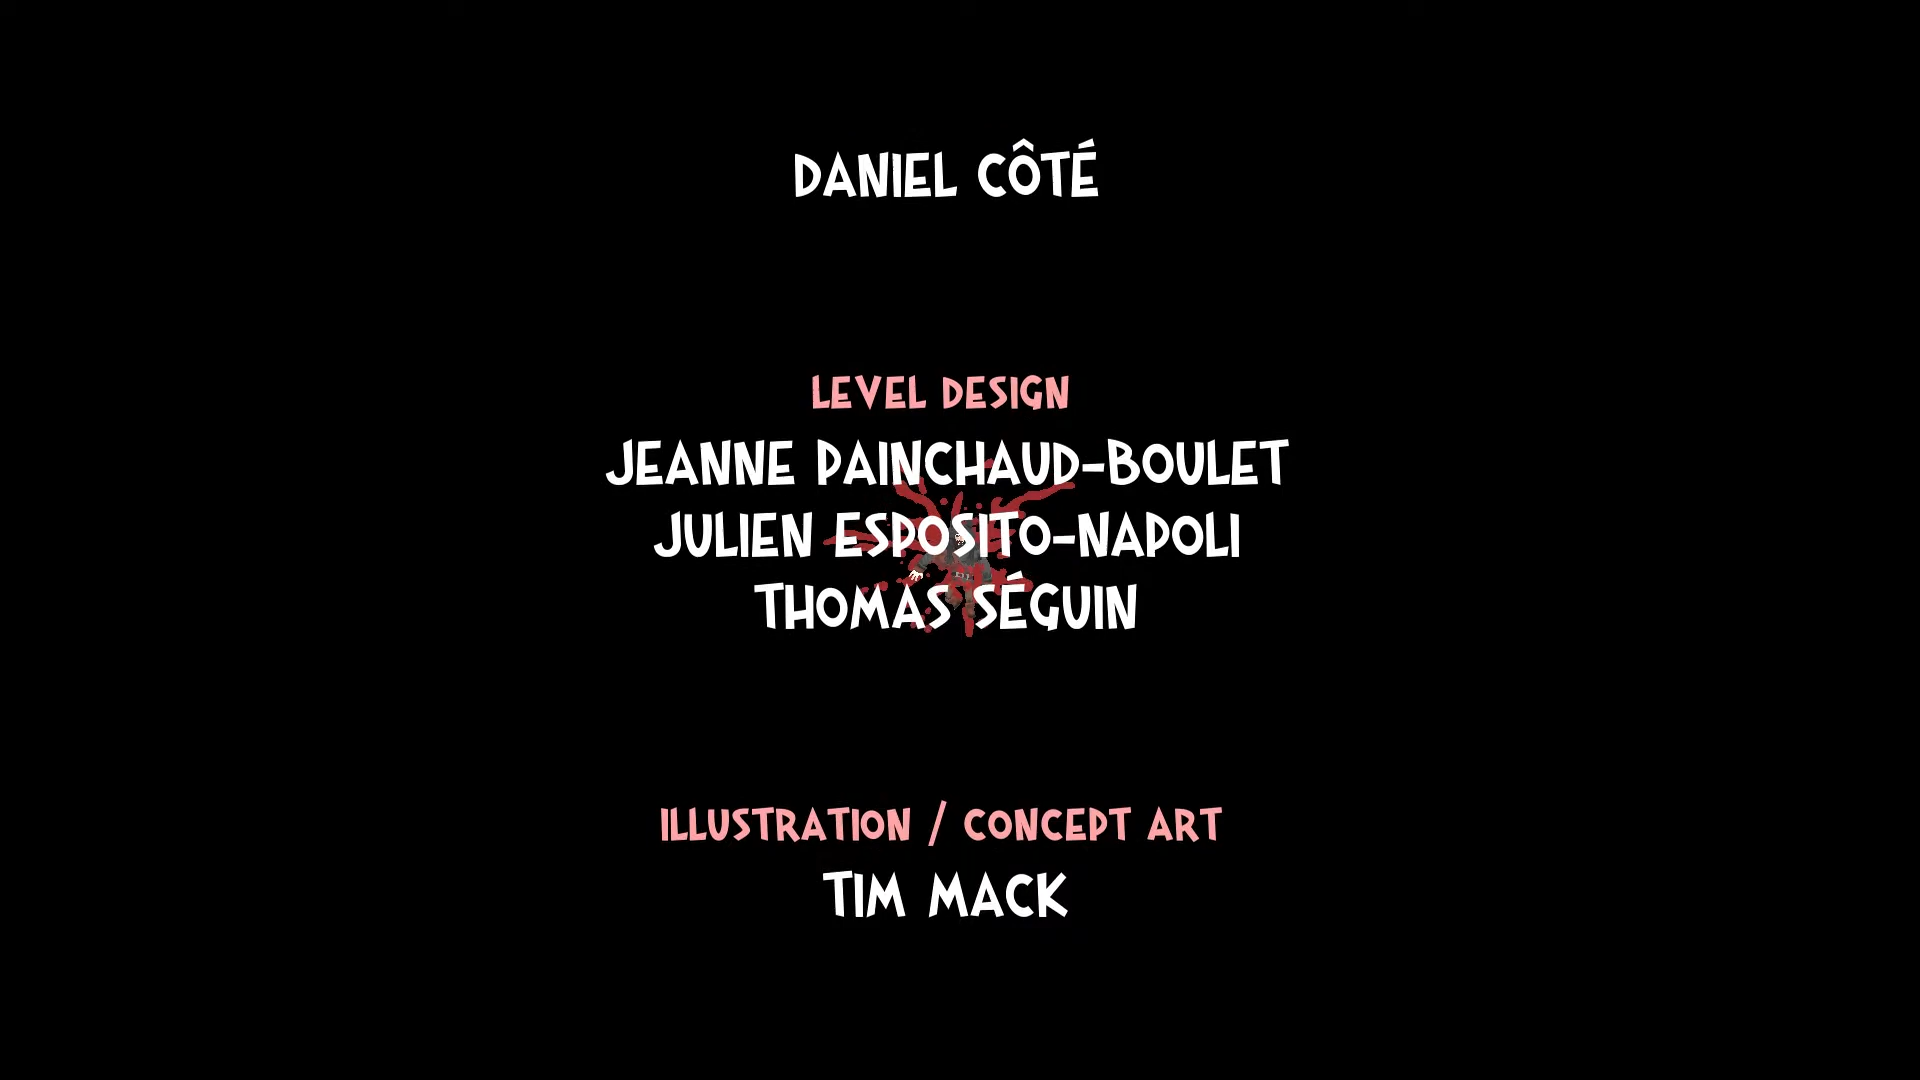 DANIEL CÔTÉ
LEVEL DESIGN
JEANNE PAINCHAUD-BOULET
JULIEN ESPOSITO-NAPOLI
THOMAS SÉGUIN
ILLUSTRATION / CONCEPT ART
TIM MACK